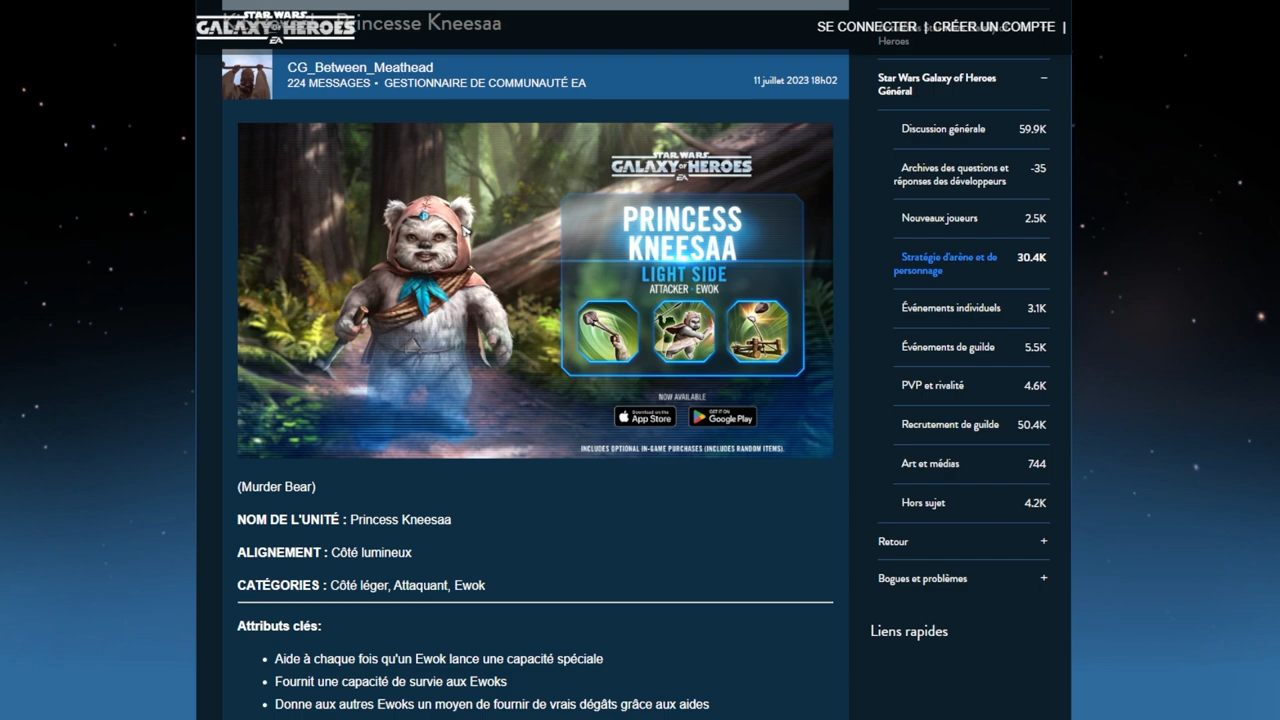 Princesse Kneesaa
STAR WARS
GALAXY OF HEROES
EA
SE CONNECTER | CRÉER UN COMPTE |
CG_Between_Meathead
224 MESSAGES • GESTIONNAIRE DE COMMUNAUTÉ EA
11 juillet 2023 18h02
STAR WARS
GALAXY OF HEROES
EA
PRINCESS
KNEESAA
LIGHT SIDE
ATTACKER · EWOK
NOW AVAILABLE
Download on the
App Store
GET IT ON
Google Play
INCLUDES OPTIONAL IN-GAME PURCHASES (INCLUDES RANDOM ITEMS).
(Murder Bear)
NOM DE L'UNITÉ : Princess Kneesaa
ALIGNEMENT : Côté lumineux
CATÉGORIES : Côté léger, Attaquant, Ewok
Attributs clés:
• Aide à chaque fois qu'un Ewok lance une capacité spéciale
• Fournit une capacité de survie aux Ewoks
• Donne aux autres Ewoks un moyen de fournir de vrais dégâts grâce aux aides
Heroes
Star Wars Galaxy of Heroes –
Général
Discussion générale 59.9K
Archives des questions et -35
réponses des développeurs
Nouveaux joueurs 2.5K
Stratégie d'arène et de 30.4K
personnage
Événements individuels 3.1K
Événements de guilde 5.5K
PVP et rivalité 4.6K
Recrutement de guilde 50.4K
Art et médias 744
Hors sujet 4.2K
Retour +
Bogues et problèmes +
Liens rapides